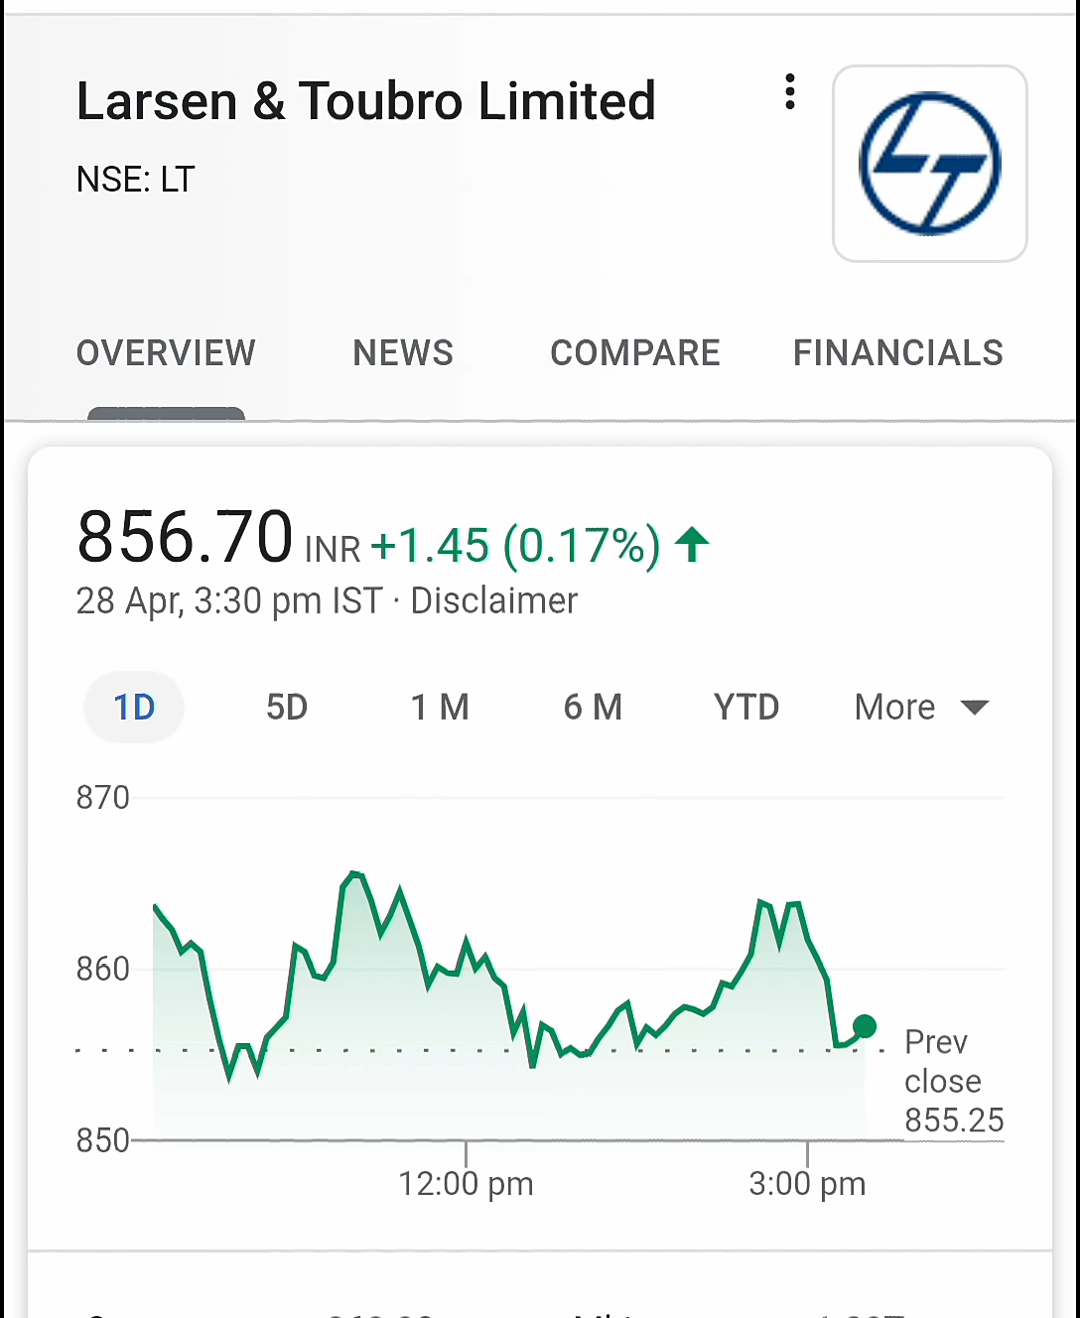 Larsen & Toubro Limited
NSE: LT
LT
OVERVIEW NEWS COMPARE FINANCIALS
856.70 INR +1.45 (0.17%)
28 Apr, 3:30 pm IST · Disclaimer
1D 5D 1 M 6 M YTD More
870
860
850
Prev
close
855.25
12:00 pm 3:00 pm